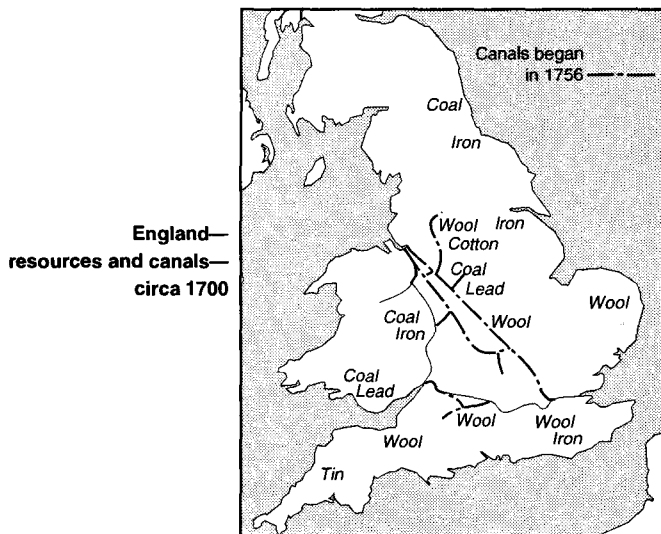 England—
resources and canals—
circa 1700
Canals began
in 1756
Coal
Iron
Wool
Iron
Cotton
Coal
Lead
Wool
Wool
Coal
Iron
Coal
Lead
Wool
Wool
Wool
Iron
Tin